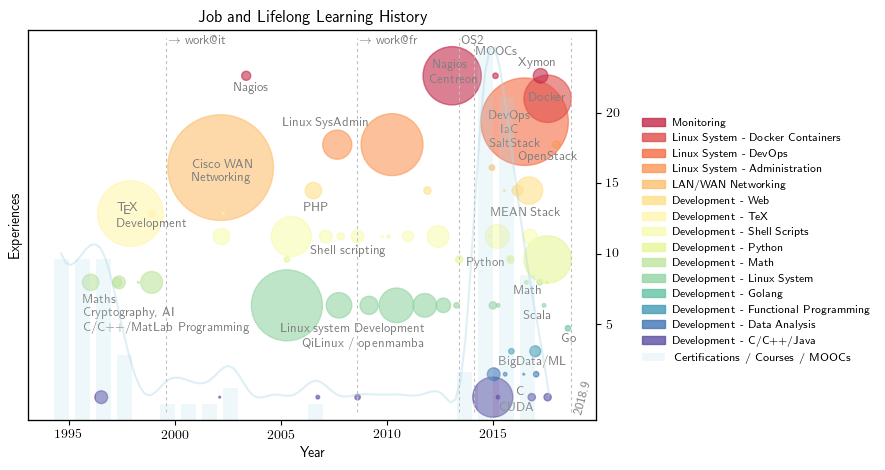 Job and Lifelong Learning History
→ work@it
→ work@fr
OS2
MOOCs
Nagios
Nagios
Centreon
Xymon
Docker
Linux SysAdmin
DevOps
IaC
SaltStack
OpenStack
Cisco WAN
Networking
PHP
MEAN Stack
TEX
Development
Shell scripting
Python
Maths
Cryptography, AI
C/C++/MatLab Programming
Math
Linux system Development
QiLinux / openmamba
Scala
Go
BigData/ML
C
CUDA
2018.9
Experiences
Year
1995
2000
2005
2010
2015
20
15
10
5
Monitoring
Linux System - Docker Containers
Linux System - DevOps
Linux System - Administration
LAN/WAN Networking
Development - Web
Development - TeX
Development - Shell Scripts
Development - Python
Development - Math
Development - Linux System
Development - Golang
Development - Functional Programming
Development - Data Analysis
Development - C/C++/Java
Certifications / Courses / MOOCs